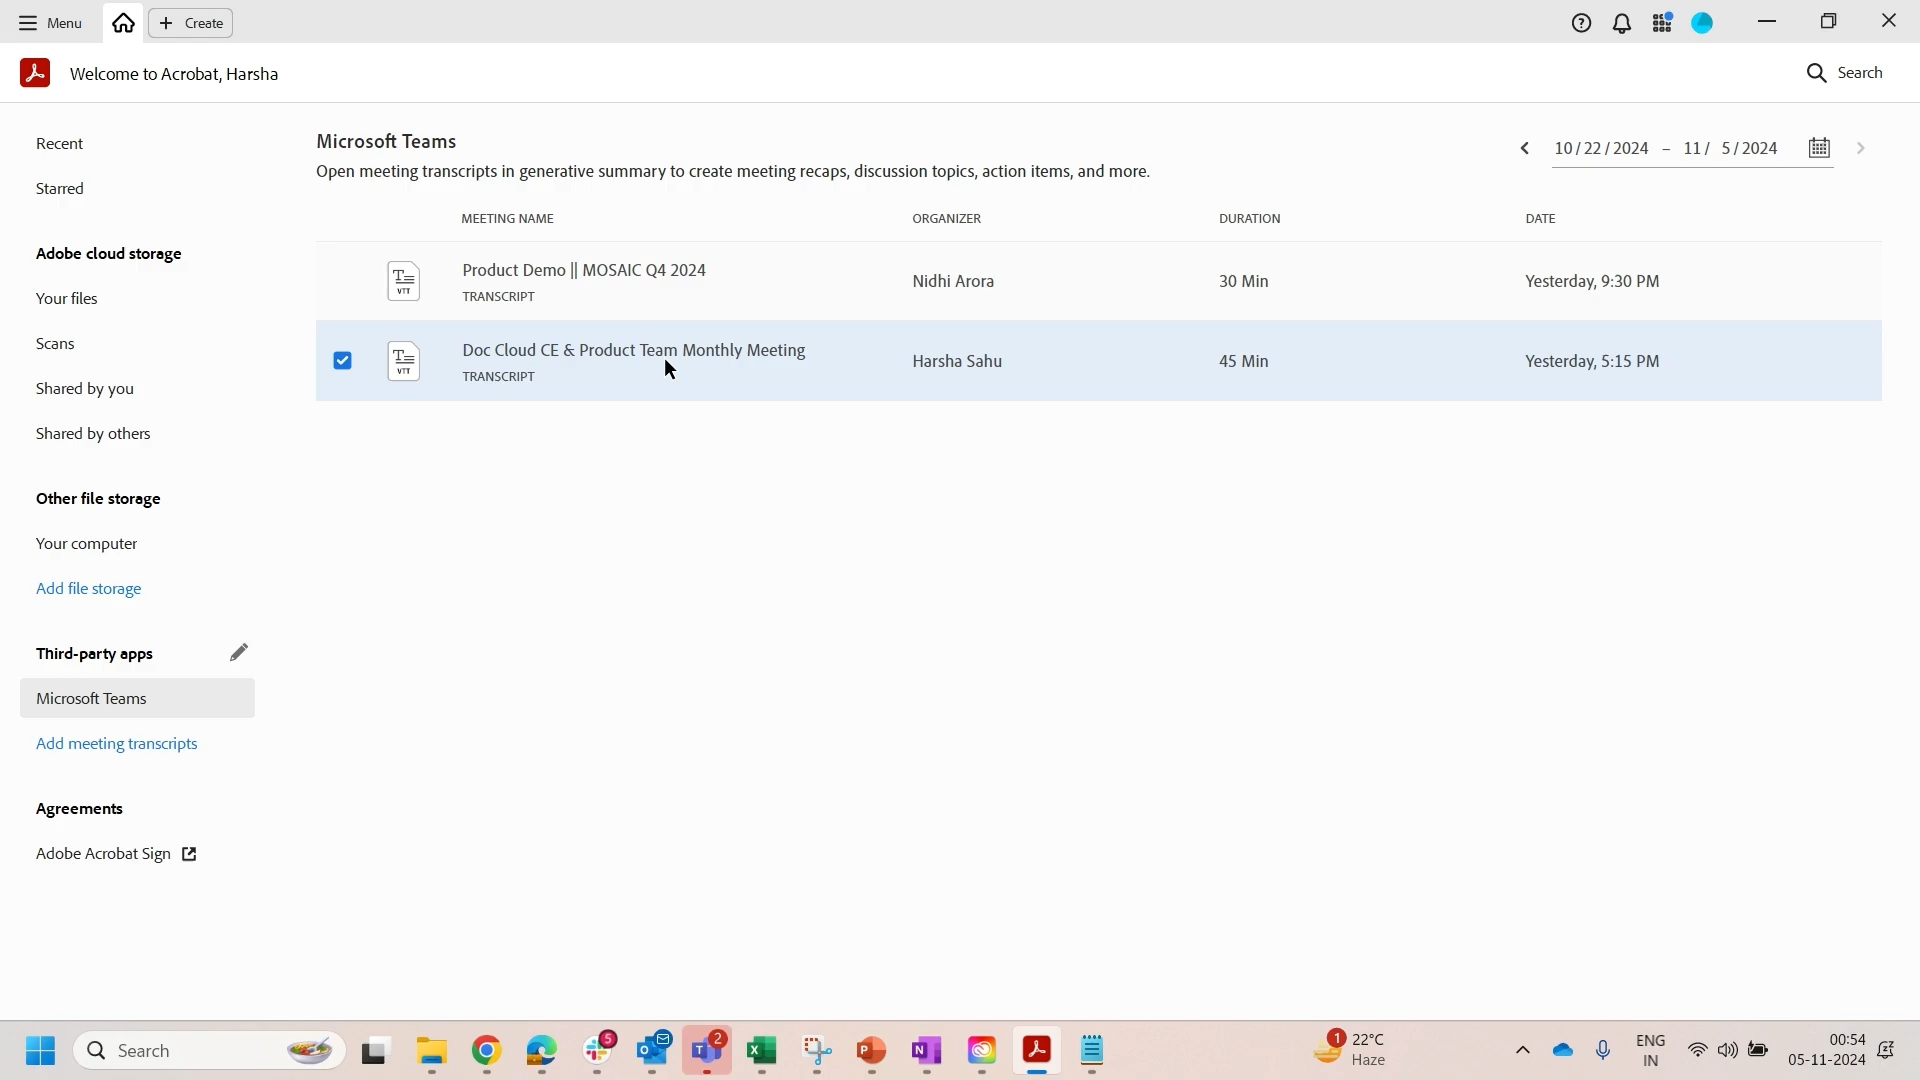 Menu
Create
Welcome to Acrobat, Harsha
Search
Recent
Starred
Adobe cloud storage
Your files
Scans
Shared by you
Shared by others
Other file storage
Your computer
Add file storage
Third-party apps
Microsoft Teams
Add meeting transcripts
Agreements
Adobe Acrobat Sign
Microsoft Teams
10/22/2024 – 11/ 5/2024
Open meeting transcripts in generative summary to create meeting recaps, discussion topics, action items, and more.
MEETING NAME ORGANIZER DURATION DATE
T VTT
Product Demo || MOSAIC Q4 2024
TRANSCRIPT
Nidhi Arora 30 Min Yesterday, 9:30 PM
T VTT
Doc Cloud CE & Product Team Monthly Meeting
TRANSCRIPT
Harsha Sahu 45 Min Yesterday, 5:15 PM
Search
5
2
T
X
P
N
1
22°C
Haze
ENG
IN
00:54
05-11-2024